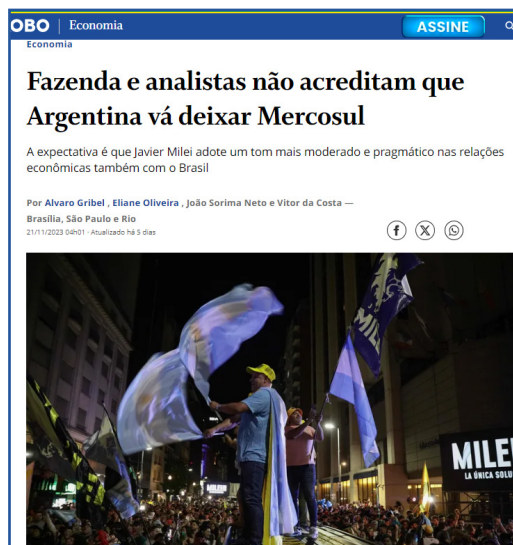 OBO | Economia
ASSINE
Economia
Fazenda e analistas não acreditam que
Argentina vá deixar Mercosul
A expectativa é que Javier Milei adote um tom mais moderado e pragmático nas relações
econômicas também com o Brasil
Por Alvaro Gribel , Eliane Oliveira , João Sorima Neto e Vitor da Costa —
Brasília, São Paulo e Rio
21/11/2023 04h01 · Atualizado há 5 dias
MILEI
MILEI
LA ÚNICA SOLU
MILEI